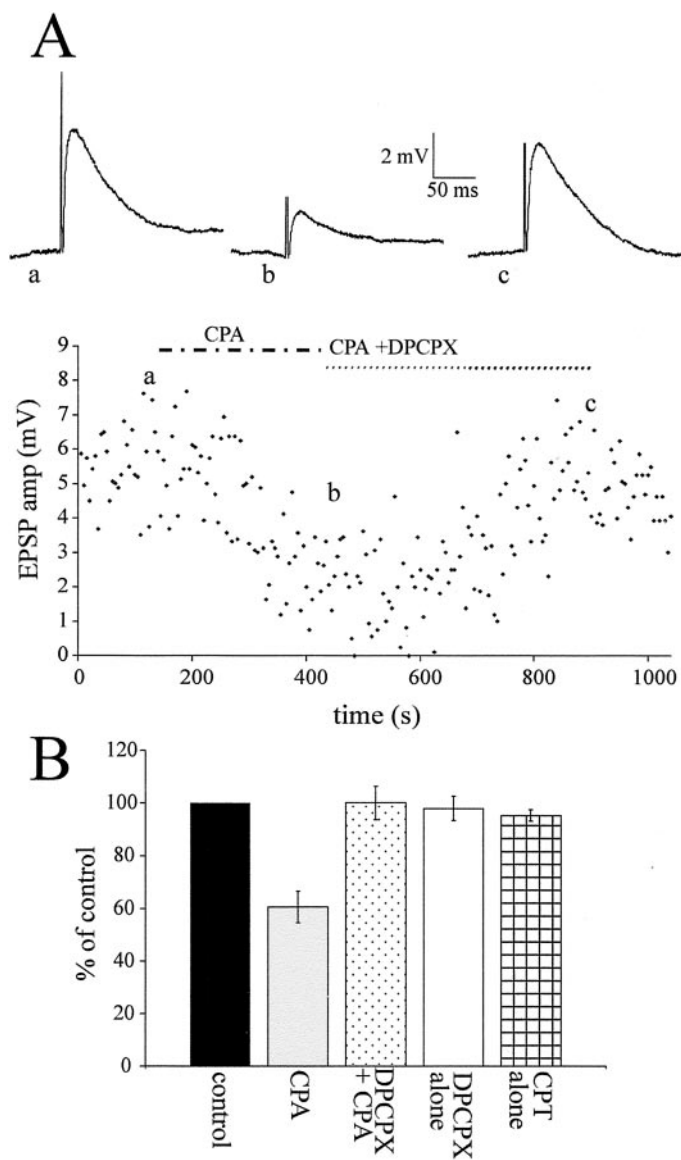 A
2 mV
50 ms
a
b
c
CPA
CPA +DPCPX
9
8
7
6
5
4
3
2
1
0
EPSP amp (mV)
a
b
c
0
200
400
600
800
1000
time (s)
B
120
100
80
60
40
20
0
% of control
control
CPA
DPCPX
+ CPA
DPCPX
alone
CPT
alone